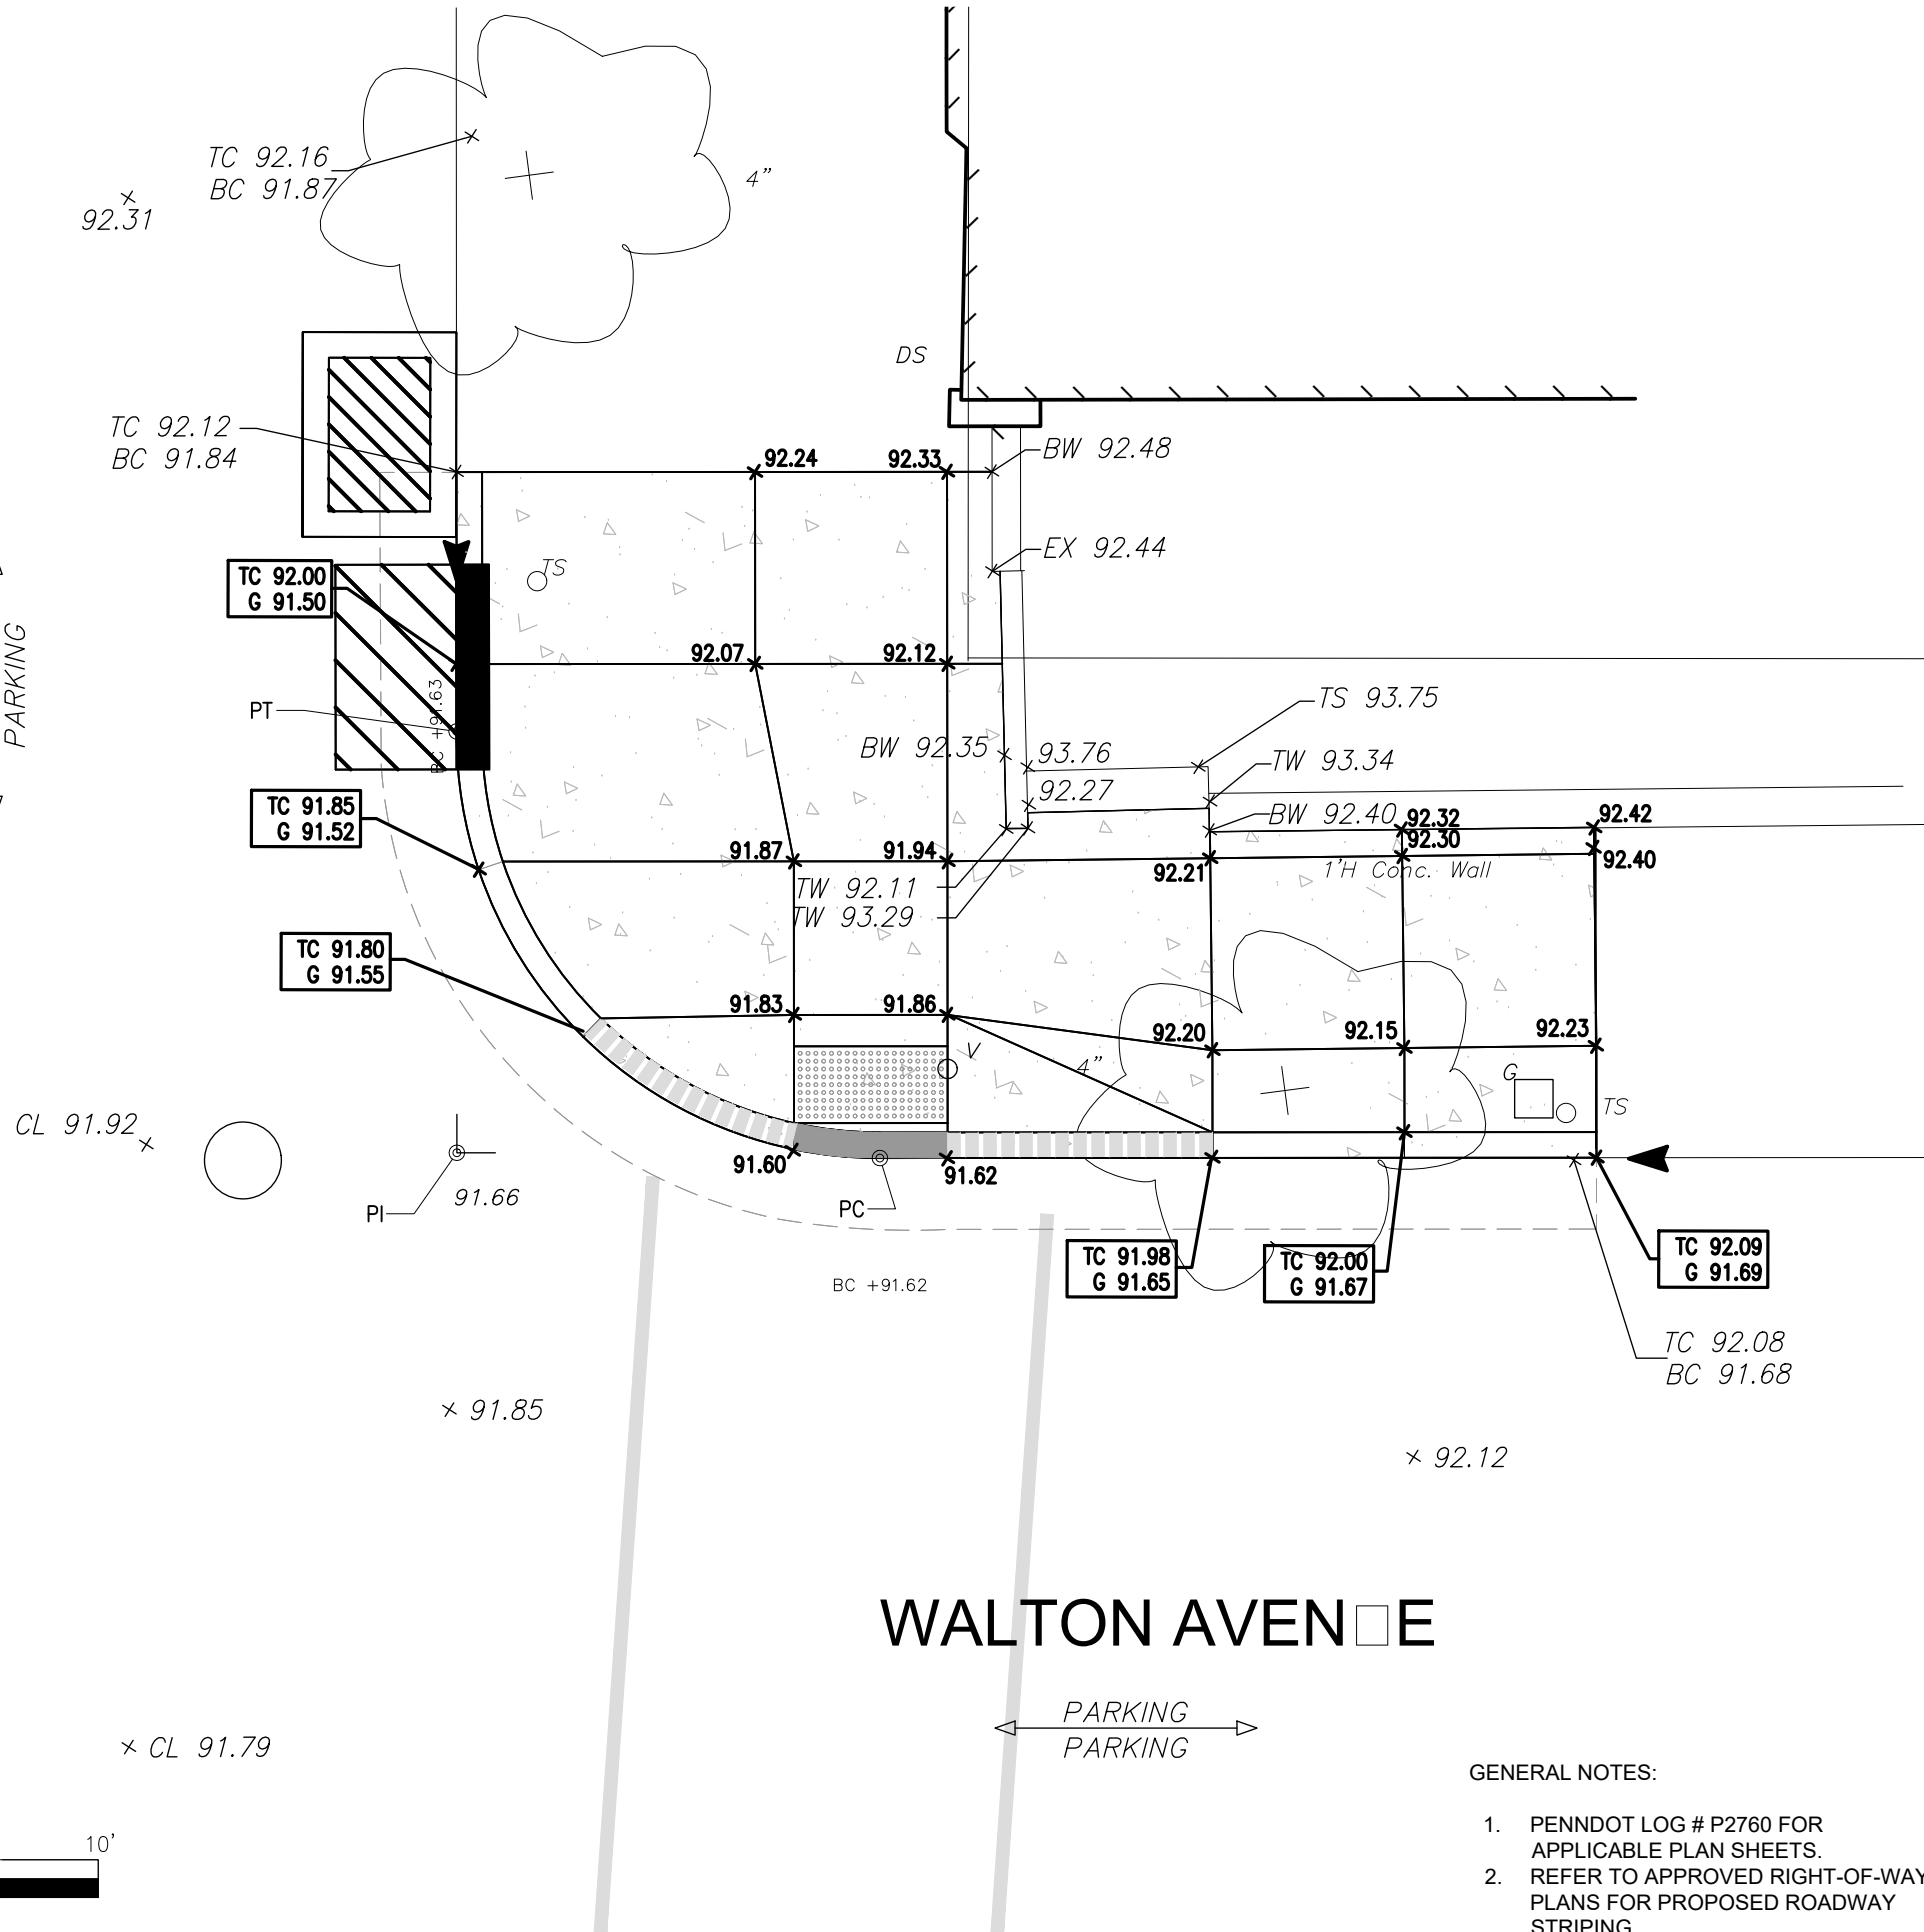 TC 92.16
BC 91.87
4"
92.31
DS
TC 92.12
BC 91.84
92.24
92.33
BW 92.48
EX 92.44
TS
TC 92.00
G 91.50
PARKING
92.07
92.12
BC +91.63
PT
TS 93.75
BW 92.35
93.76
TW 93.34
92.27
TC 91.85
G 91.52
BW 92.40
92.32
92.42
92.30
91.87
91.94
92.21
1'H Conc. Wall
92.40
TW 92.11
TW 93.29
TC 91.80
G 91.55
91.83
91.86
92.20
92.15
92.23
V
4"
G
TS
CL 91.92
91.60
91.62
91.66
PI
PC
TC 91.98
G 91.65
TC 92.00
G 91.67
TC 92.09
G 91.69
BC +91.62
TC 92.08
BC 91.68
91.85
92.12
WALTON AVEN□E
PARKING
PARKING
CL 91.79
10'
GENERAL NOTES:
1. PENNDOT LOG # P2760 FOR
APPLICABLE PLAN SHEETS.
2. REFER TO APPROVED RIGHT-OF-WAY
PLANS FOR PROPOSED ROADWAY
STRIPING